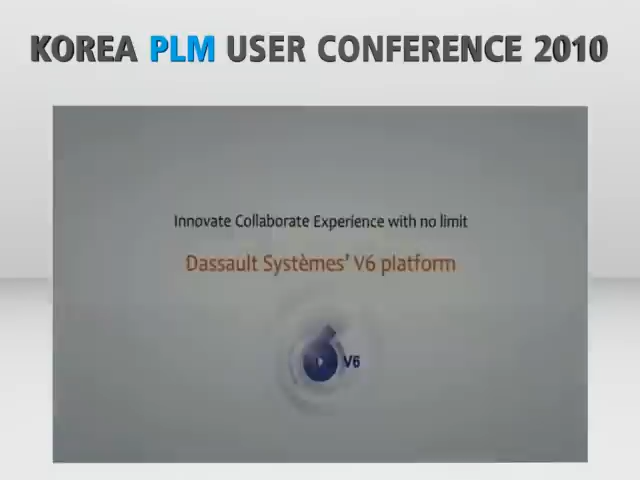 KOREA PLM USER CONFERENCE 2010
Innovate Collaborate Experience with no limit
Dassault Systèmes' V6 platform
V6